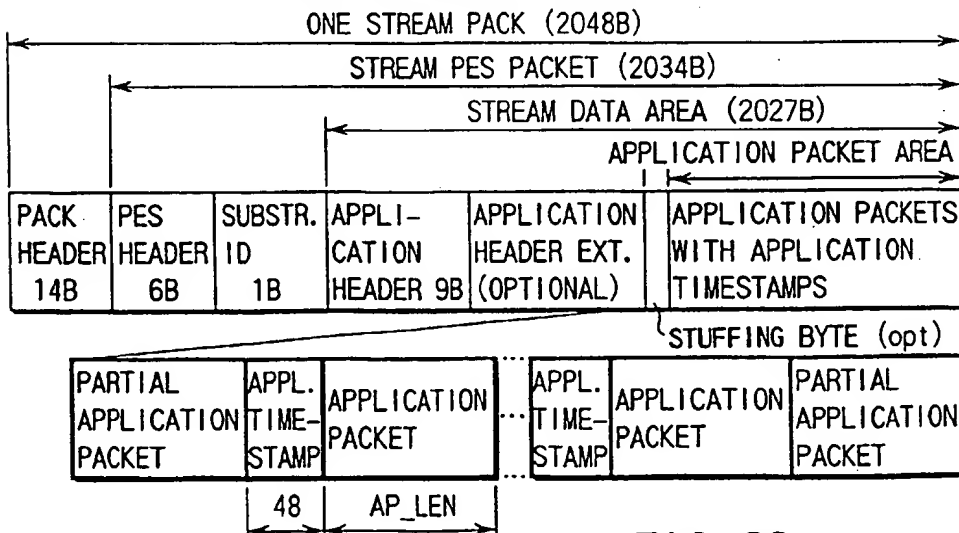 ONE STREAM PACK (2048B)
STREAM PES PACKET (2034B)
STREAM DATA AREA (2027B)
APPLICATION PACKET AREA
PACK HEADER 14B
PES HEADER 6B
SUBSTR. ID 1B
APPLI-
CATION
HEADER 9B
APPLICATION
HEADER EXT.
(OPTIONAL)
APPLICATION PACKETS
WITH APPLICATION
TIMESTAMPS
STUFFING BYTE (opt)
PARTIAL
APPLICATION
PACKET
APPL.
TIME-
STAMP
APPLICATION
PACKET
...
APPL.
TIME-
STAMP
APPLICATION
PACKET
PARTIAL
APPLICATION
PACKET
48
AP_LEN